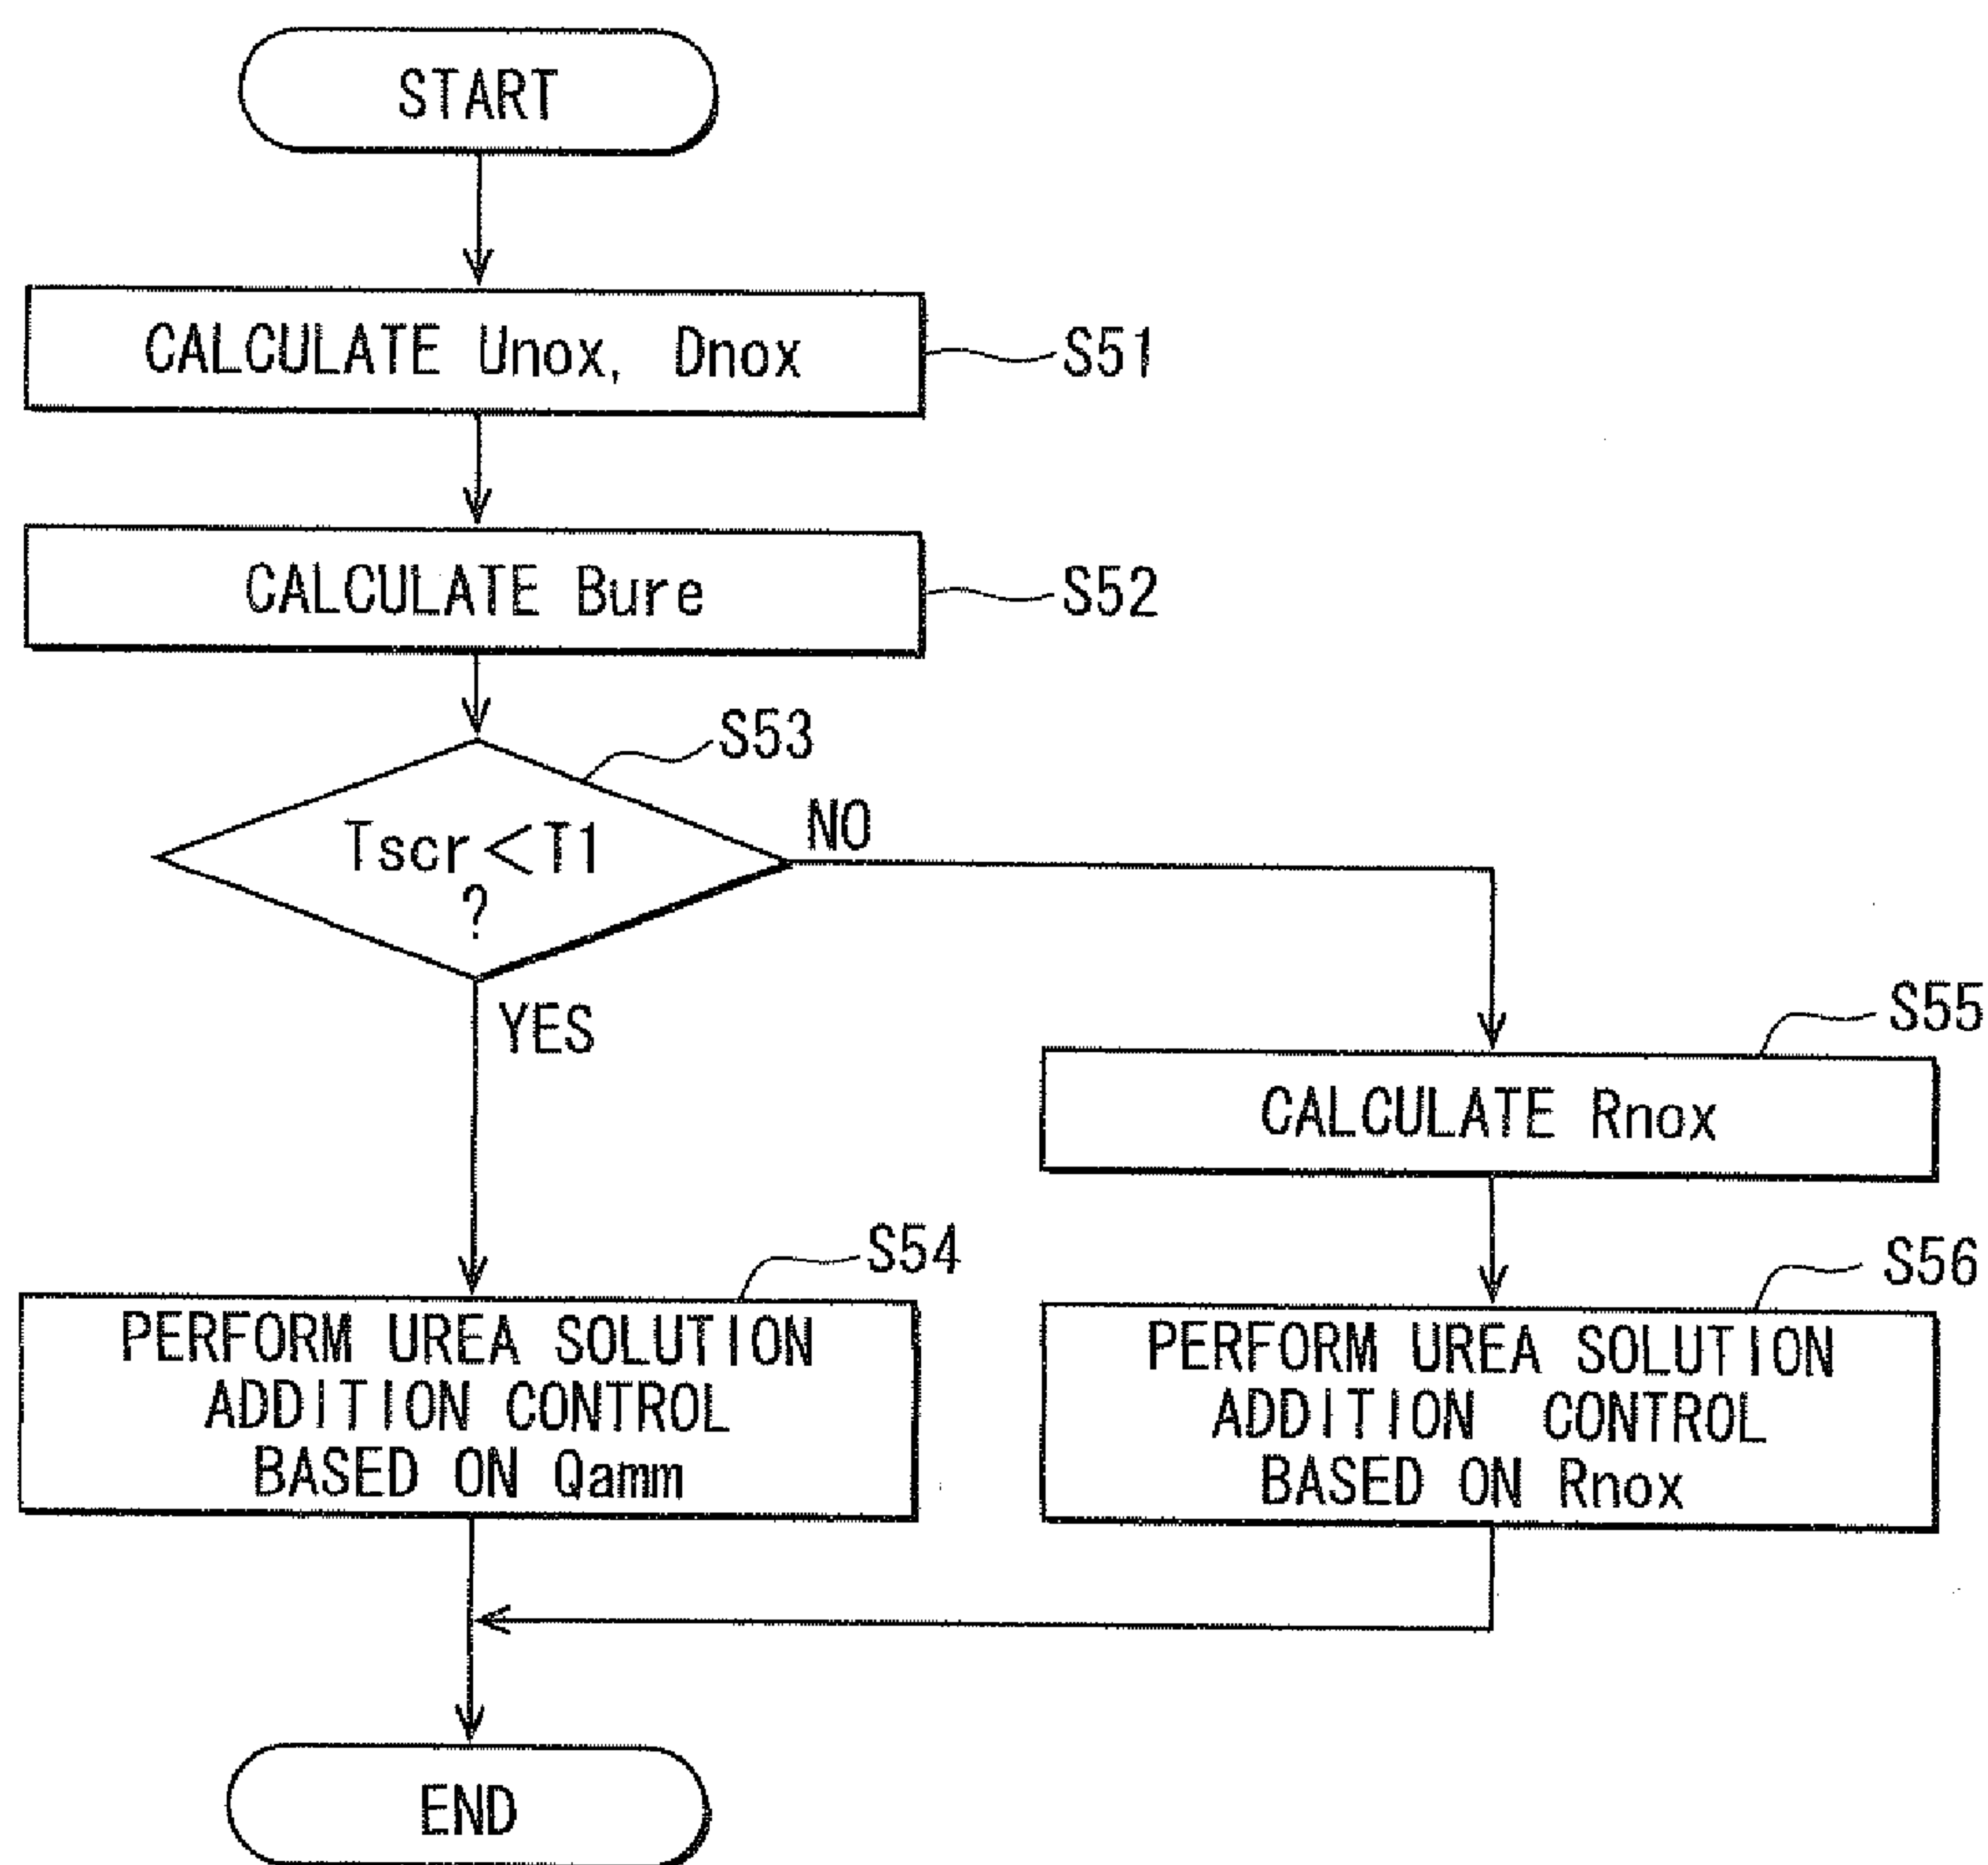 START
CALCULATE Unox, Dnox
S51
CALCULATE Bure
S52
S53
Tscr<T1
?
NO
YES
S55
CALCULATE Rnox
S54
PERFORM UREA SOLUTION
ADDITION CONTROL
BASED ON Qamm
S56
PERFORM UREA SOLUTION
ADDITION CONTROL
BASED ON Rnox
END